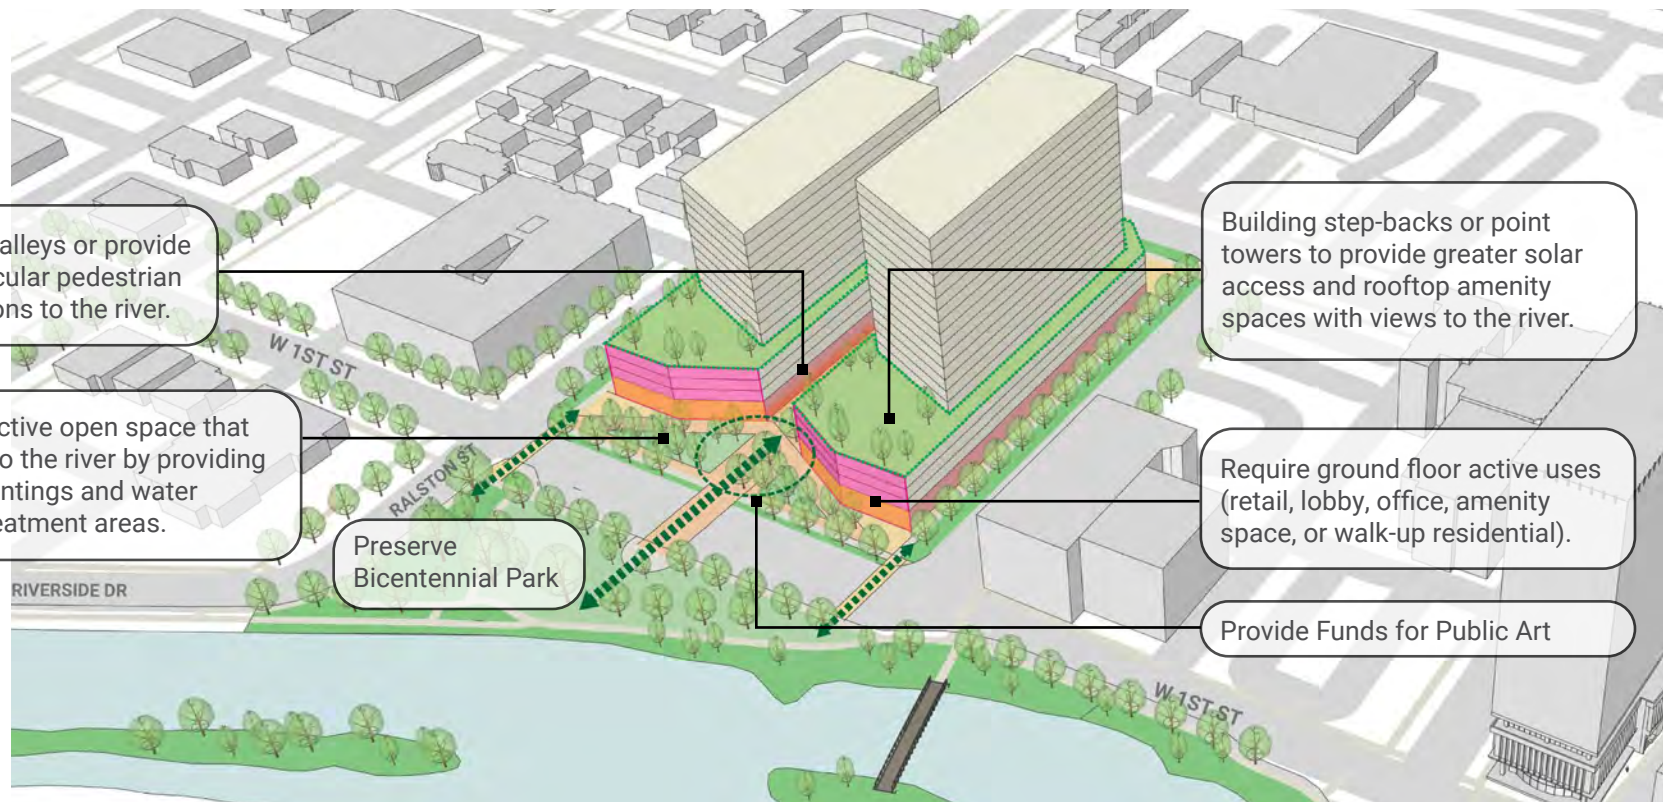 alleys or provide
cular pedestrian
ons to the river.
ctive open space that
o the river by providing
ntings and water
eatment areas.
W 1ST ST
RALSTON ST
Preserve
Bicentennial Park
RIVERSIDE DR
Building step-backs or point
towers to provide greater solar
access and rooftop amenity
spaces with views to the river.
Require ground floor active uses
(retail, lobby, office, amenity
space, or walk-up residential).
Provide Funds for Public Art
W 1ST ST